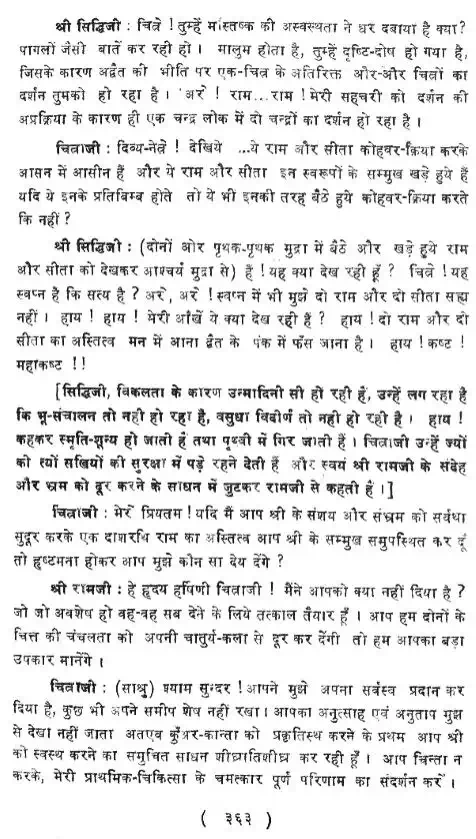 श्री सिद्धिजी : चित्रे ! तुम्हें मस्तिष्क की अस्वस्थता ने धर दबाया है क्या?
पागलों जैसी बातें कर रही हो। मालूम होता है, तुम्हें दृष्टि-दोष हो गया है,
जिसके कारण अद्वैत की भीति पर एक-चित्र के अतिरिक्त और-और चित्रों का
दर्शन तुमको हो रहा है। अरे ! राम...राम ! मेरी सहचरी को दर्शन की
अप्रक्रिया के कारण ही एक चन्द्र लोक में दो चन्द्रों का दर्शन हो रहा है।
चित्राजी : दिव्य-नेत्रे ! देखिये ...ये राम और सीता कोहवर-क्रिया करके
आसन में आसीन हैं और ये राम और सीता इन स्वरूपों के सम्मुख खड़े हुये हैं
यदि ये इनके प्रतिबिम्ब होते तो ये भी इनकी तरह बैठे हुये कोहवर-क्रिया करते
कि नहीं ?
श्री सिद्धिजी : (दोनों ओर पृथक-पृथक मुद्रा में बैठे और खड़े हुये राम
और सीता को देखकर आश्चर्य मुद्रा से) हैं ! यह क्या देख रही हूँ ? चित्रे ! यह
स्वप्न है कि सत्य है ? अरे, अरे ! स्वप्न में भी मुझे दो राम और दो सीता सह्य
नहीं। हाय ! हाय ! मेरी आँखें ये क्या देख रही हैं ? हाय ! दो राम और दो
सीता का अस्तित्व मन में आना द्वैत के पंक में फँस जाना है। हाय ! कष्ट !
महाकष्ट !!
[सिद्धिजी, विकलता के कारण उन्मादिनी सी हो रही हैं, उन्हें लग रहा है
कि भू-संचालन तो नहीं हो रहा है, वसुधा विदीर्ण तो नहीं हो रही है। हाय !
कहकर स्मृति-शून्य हो जाती हैं तथा पृथ्वी में गिर जाती हैं। चित्राजी उन्हें ज्यों
को त्यों सखियों की सुरक्षा में पड़े रहने देती हैं और स्वयं श्री रामजी के संदेह
और भ्रम को दूर करने के साधन में जुटकर रामजी से कहती हैं।]
चित्राजी : मेरे प्रियतम ! यदि मैं आप श्री के संशय और संभ्रम को सर्वथा
सुदूर करके एक दाशरथि राम का अस्तित्व आप श्री के सम्मुख समुपस्थित कर दूँ
तो हृष्टमना होकर आप मुझे कौन सा देय देंगे ?
श्री रामजी : हे हृदय हर्षिणी चित्राजी ! मैंने आपको क्या नहीं दिया है ?
जो जो अवशेष हो वह-वह सब देने के लिये तत्काल तैयार हूँ। आप हम दोनों के
चित्त की चंचलता को अपनी चातुर्य-कला से दूर कर देंगी तो हम आपका बड़ा
उपकार मानेंगे।
चित्राजी : (साश्रु) श्याम सुन्दर ! आपने मुझे अपना सर्वस्व प्रदान कर
दिया है, कुछ भी अपने समीप शेष नहीं रखा। आपका अनुत्साह एवं अनुताप मुझ
से देखा नहीं जाता अतएव कुँअर-कान्ता को प्रकृतिस्थ करने के प्रथम आप श्री
को स्वस्थ करने का समुचित साधन शीघ्रातिशीघ्र कर रही हूँ। आप चिन्ता न
करके, मेरी प्राथमिक-चिकित्सा के चमत्कार पूर्ण परिणाम का संदर्शन करें।
( ३६३ )